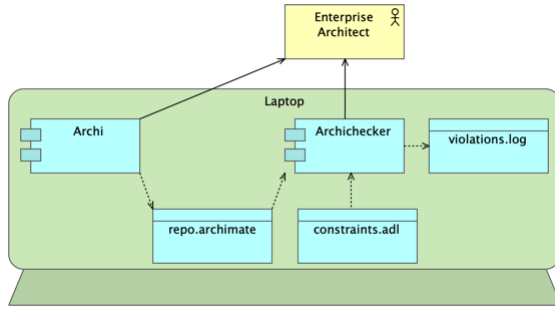 Enterprise
Architect
Laptop
Archi
Archichecker
violations.log
repo.archimate
constraints.adl